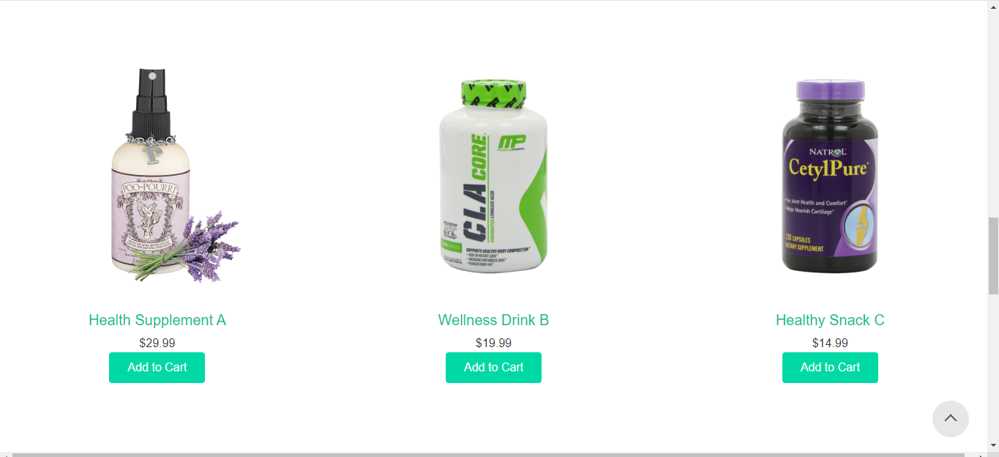 POO-POURRI
CLA
CORE
MP
MUSCLEPHARM
CONJUGATED LINOLEIC ACID
SUPPORTS HEALTHY BODY COMPOSITION
NATROL
CetylPure
• For Joint Health and Comfort†
• Helps Nourish Cartilage†
120 CAPSULES
DIETARY SUPPLEMENT
Health Supplement A
Wellness Drink B
Healthy Snack C
$29.99
$19.99
$14.99
Add to Cart
Add to Cart
Add to Cart